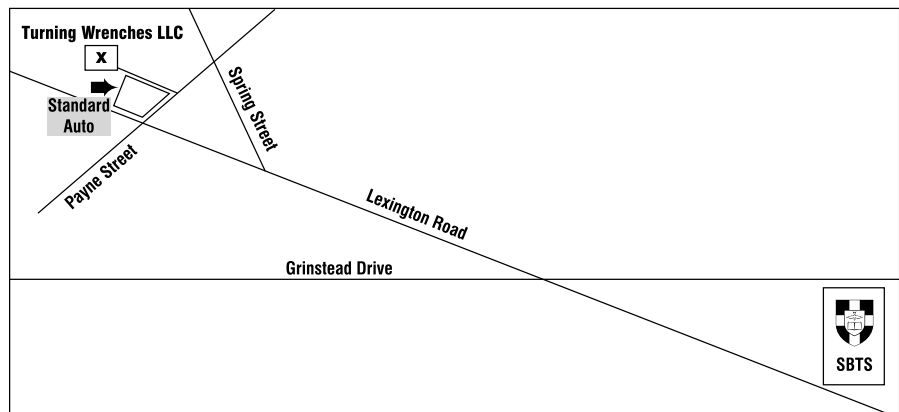 Turning Wrenches LLC
X
Standard
Auto
Spring Street
Payne Street
Lexington Road
Grinstead Drive
SBTS